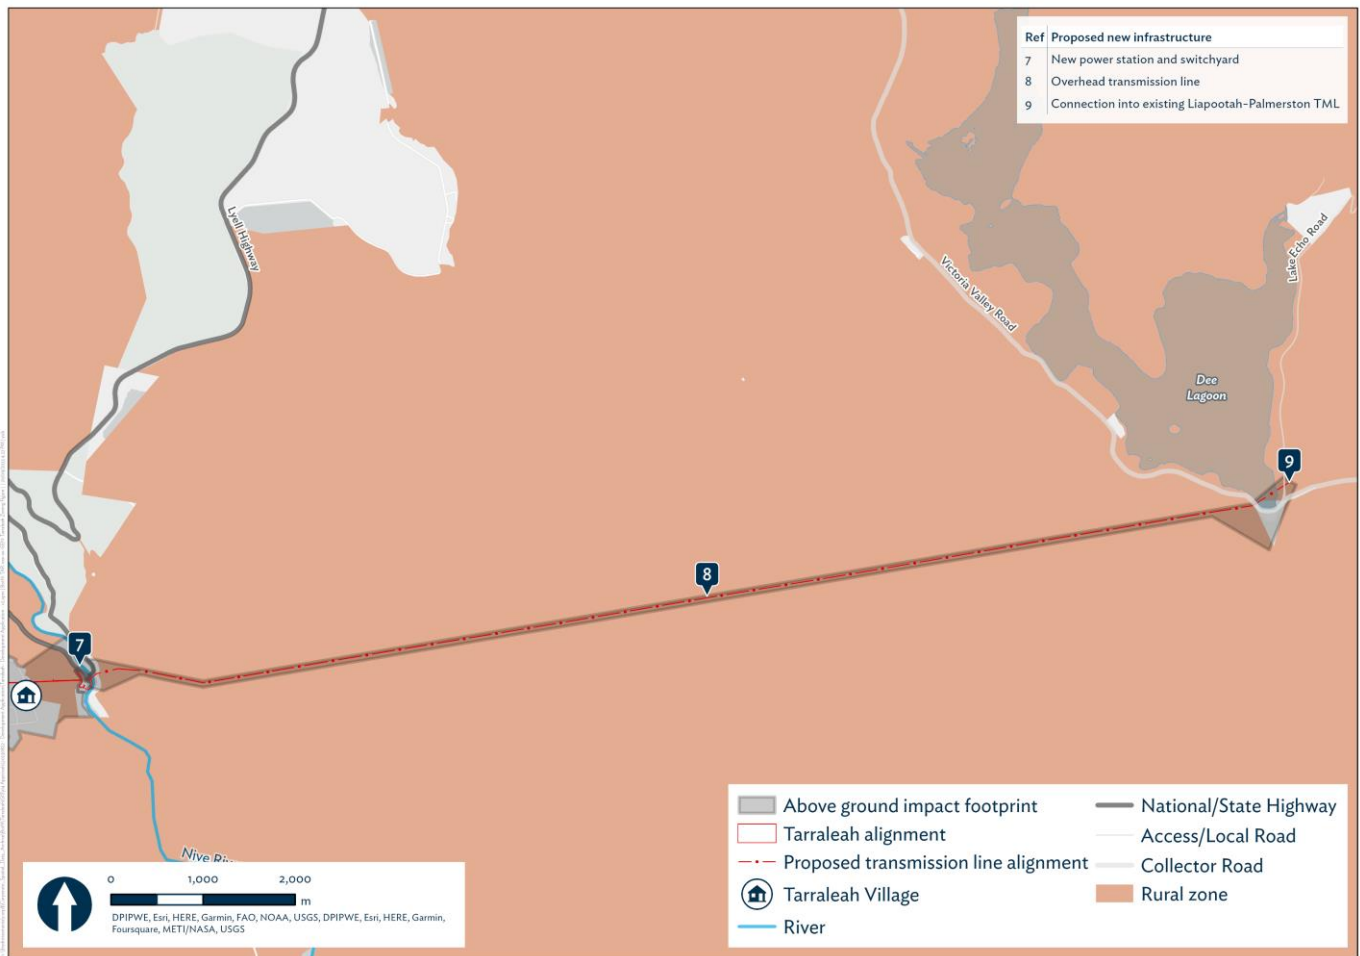 Ref Proposed new infrastructure
7 New power station and switchyard
8 Overhead transmission line
9 Connection into existing Liapootah-Palmerston TML
Lyell Highway
Victoria Valley Road
Lake Echo Road
Dee
Lagoon
9
8
7
Nive
Above ground impact footprint
Tarraleah alignment
Proposed transmission line alignment
Tarraleah Village
River
National/State Highway
Access/Local Road
Collector Road
Rural zone
0 1,000 2,000
m
DPIPWE, Esri, HERE, Garmin, FAO, NOAA, USGS, DPIPWE, Esri, HERE, Garmin,
Foursquare, METI/NASA, USGS